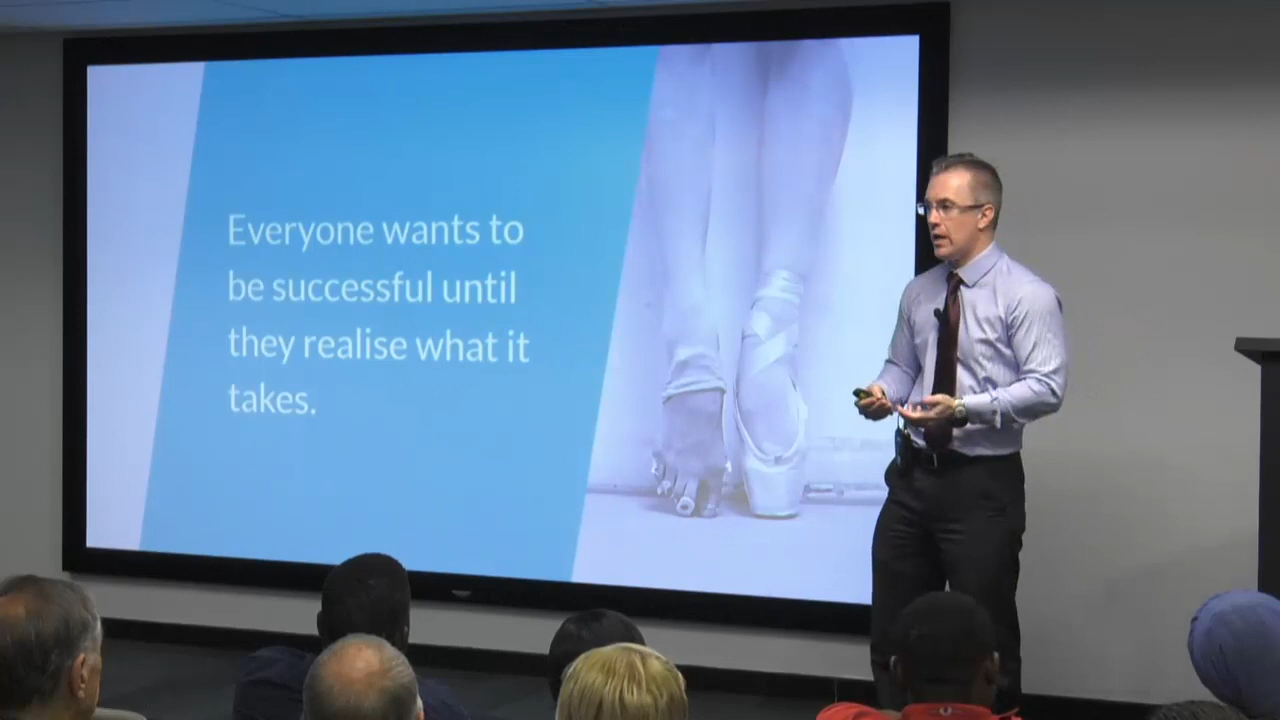 Everyone wants to
be successful until
they realise what it
takes.